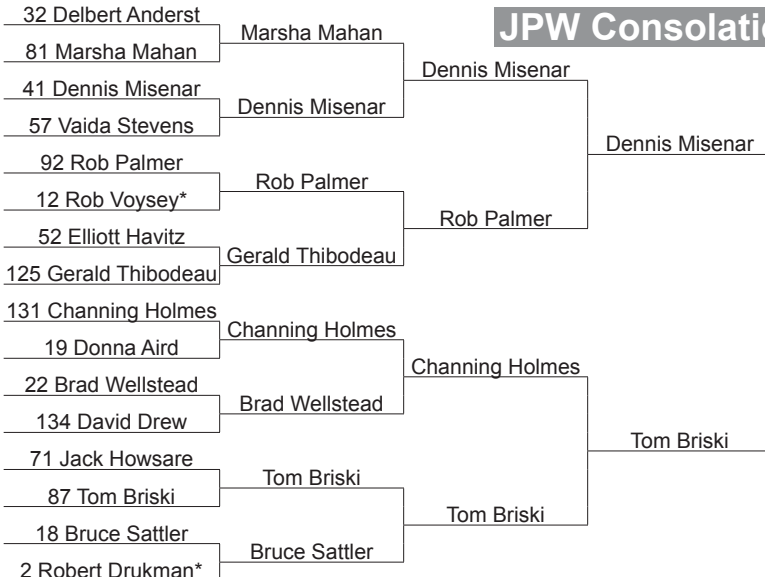 JPW Consolatio
32 Delbert Anderst
81 Marsha Mahan
41 Dennis Misenar
57 Vaida Stevens
92 Rob Palmer
12 Rob Voysey*
52 Elliott Havitz
125 Gerald Thibodeau
131 Channing Holmes
19 Donna Aird
22 Brad Wellstead
134 David Drew
71 Jack Howsare
87 Tom Briski
18 Bruce Sattler
2 Robert Drukman*
Marsha Mahan
Dennis Misenar
Rob Palmer
Gerald Thibodeau
Channing Holmes
Brad Wellstead
Tom Briski
Bruce Sattler
Dennis Misenar
Rob Palmer
Channing Holmes
Tom Briski
Dennis Misenar
Tom Briski